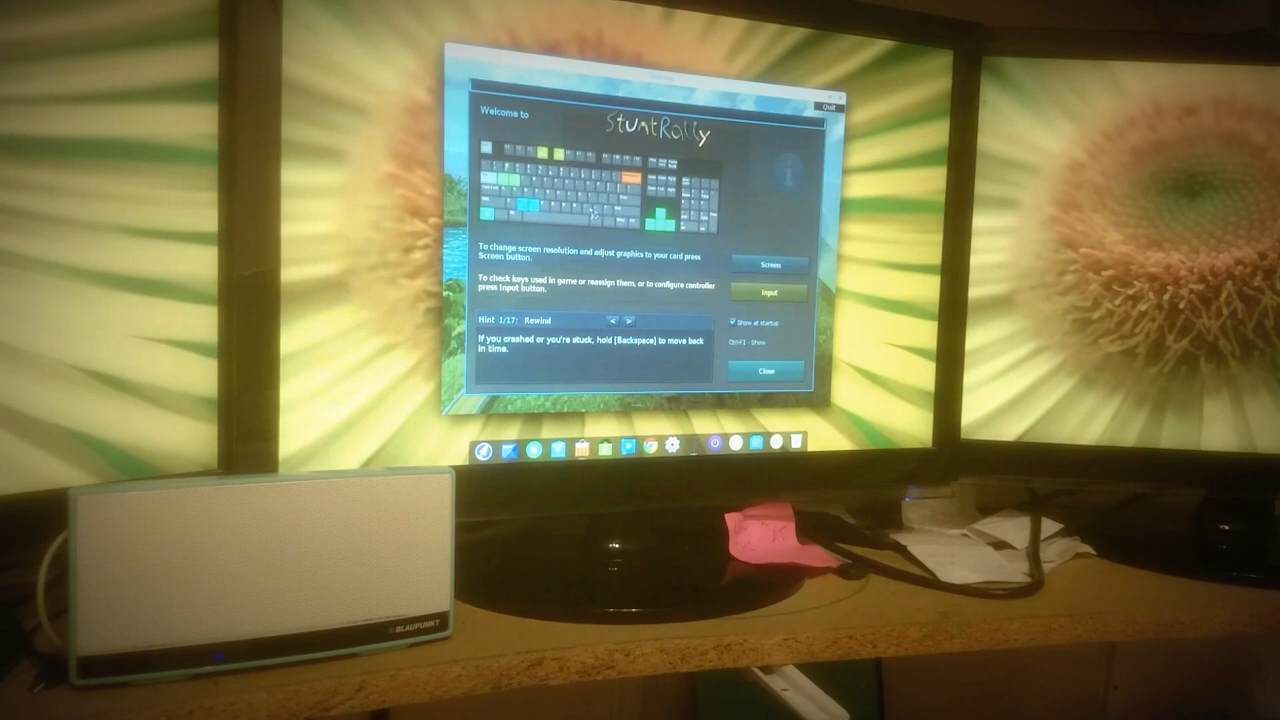 Quit
Welcome to
StuntRally
To change screen resolution and adjust graphics to your card press
Screen button.
Screen
To check keys used in game or reassign them, or to configure controller
press Input button.
Input
Hint 1/17: Rewind
< >
Show at startup
If you crashed or you're stuck, hold [Backspace] to move back
in time.
Ctrl-F1 - Show
Close
BLAUPUNKT